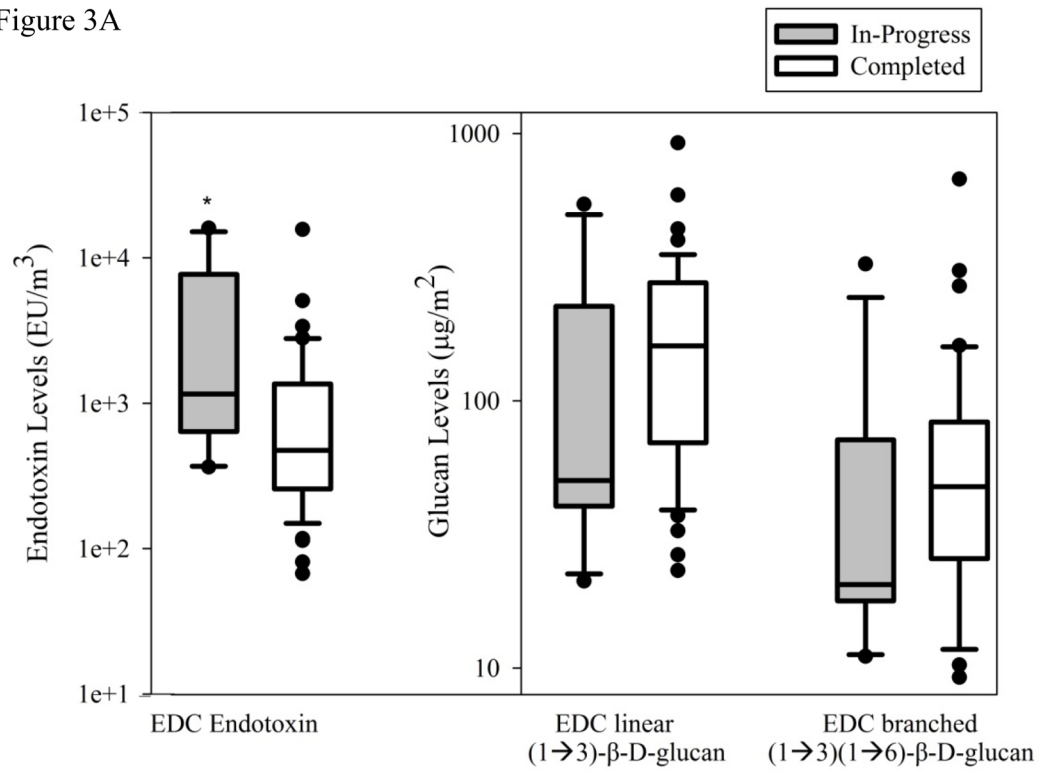 Figure 3A
In-Progress
Completed
1e+5
1e+4
1e+3
1e+2
1e+1
Endotoxin Levels (EU/m³)
*
1000
100
10
Glucan Levels (µg/m²)
EDC Endotoxin
EDC linear
(1→3)-β-D-glucan
EDC branched
(1→3)(1→6)-β-D-glucan